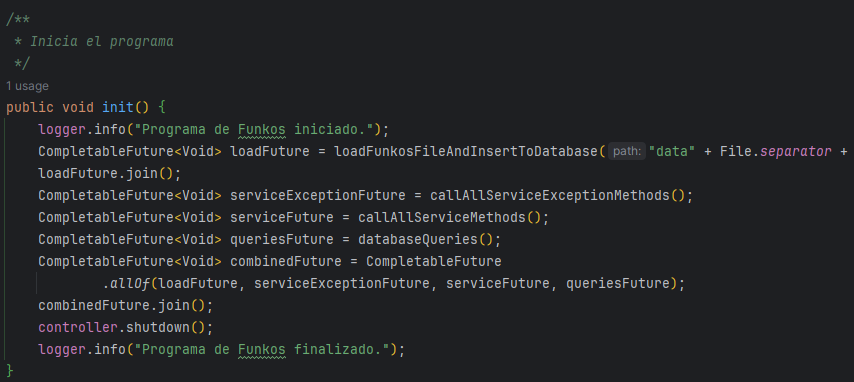 /**
 * Inicia el programa
 */
1 usage
public void init() {
    logger.info("Programa de Funkos iniciado.");
    CompletableFuture<Void> loadFuture = loadFunkosFileAndInsertToDatabase( path: "data" + File.separator +
    loadFuture.join();
    CompletableFuture<Void> serviceExceptionFuture = callAllServiceExceptionMethods();
    CompletableFuture<Void> serviceFuture = callAllServiceMethods();
    CompletableFuture<Void> queriesFuture = databaseQueries();
    CompletableFuture<Void> combinedFuture = CompletableFuture
            .allOf(loadFuture, serviceExceptionFuture, serviceFuture, queriesFuture);
    combinedFuture.join();
    controller.shutdown();
    logger.info("Programa de Funkos finalizado.");
}